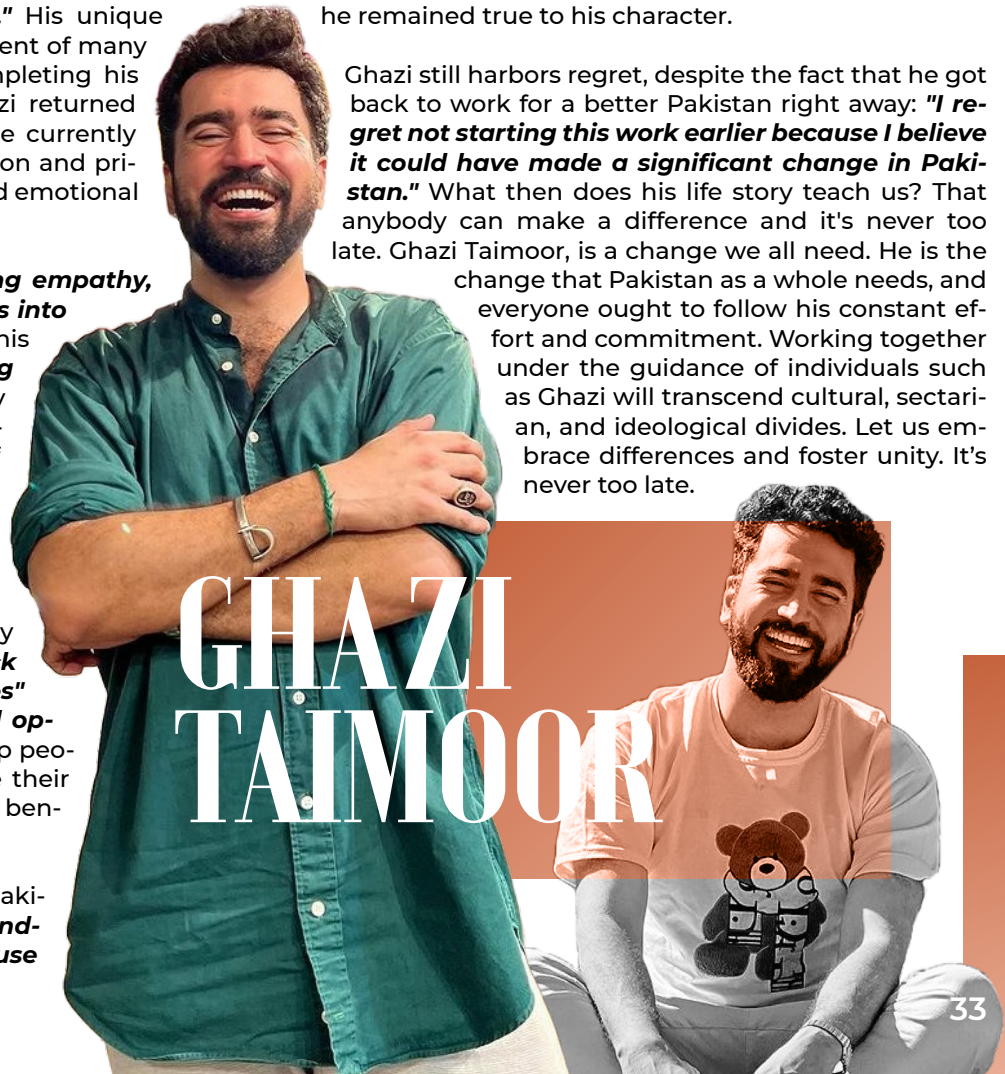 ." His unique
ent of many
mpleting his
zi returned
e currently
on and pri-
d emotional
ng empathy,
s into
his
g
y
y
k
es"
l op-
p peo-
e their
ben-
aki-
nd-
use
he remained true to his character.
Ghazi still harbors regret, despite the fact that he got
back to work for a better Pakistan right away: "I re-
gret not starting this work earlier because I believe
it could have made a significant change in Paki-
stan." What then does his life story teach us? That
anybody can make a difference and it's never too
late. Ghazi Taimoor, is a change we all need. He is the
change that Pakistan as a whole needs, and
everyone ought to follow his constant ef-
fort and commitment. Working together
under the guidance of individuals such
as Ghazi will transcend cultural, sectari-
an, and ideological divides. Let us em-
brace differences and foster unity. It’s
never too late.
GHAZI
TAIMOOR
33